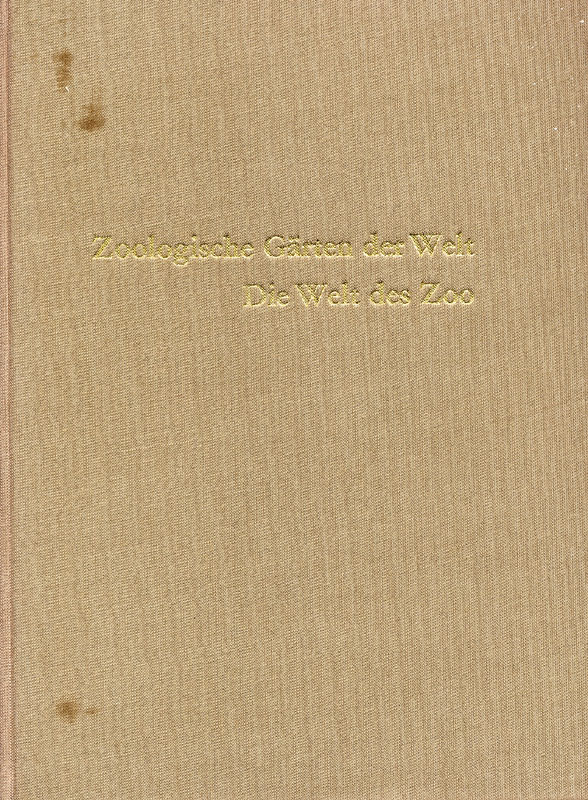 Zoologische Gärten der Welt
Die Welt des Zoo